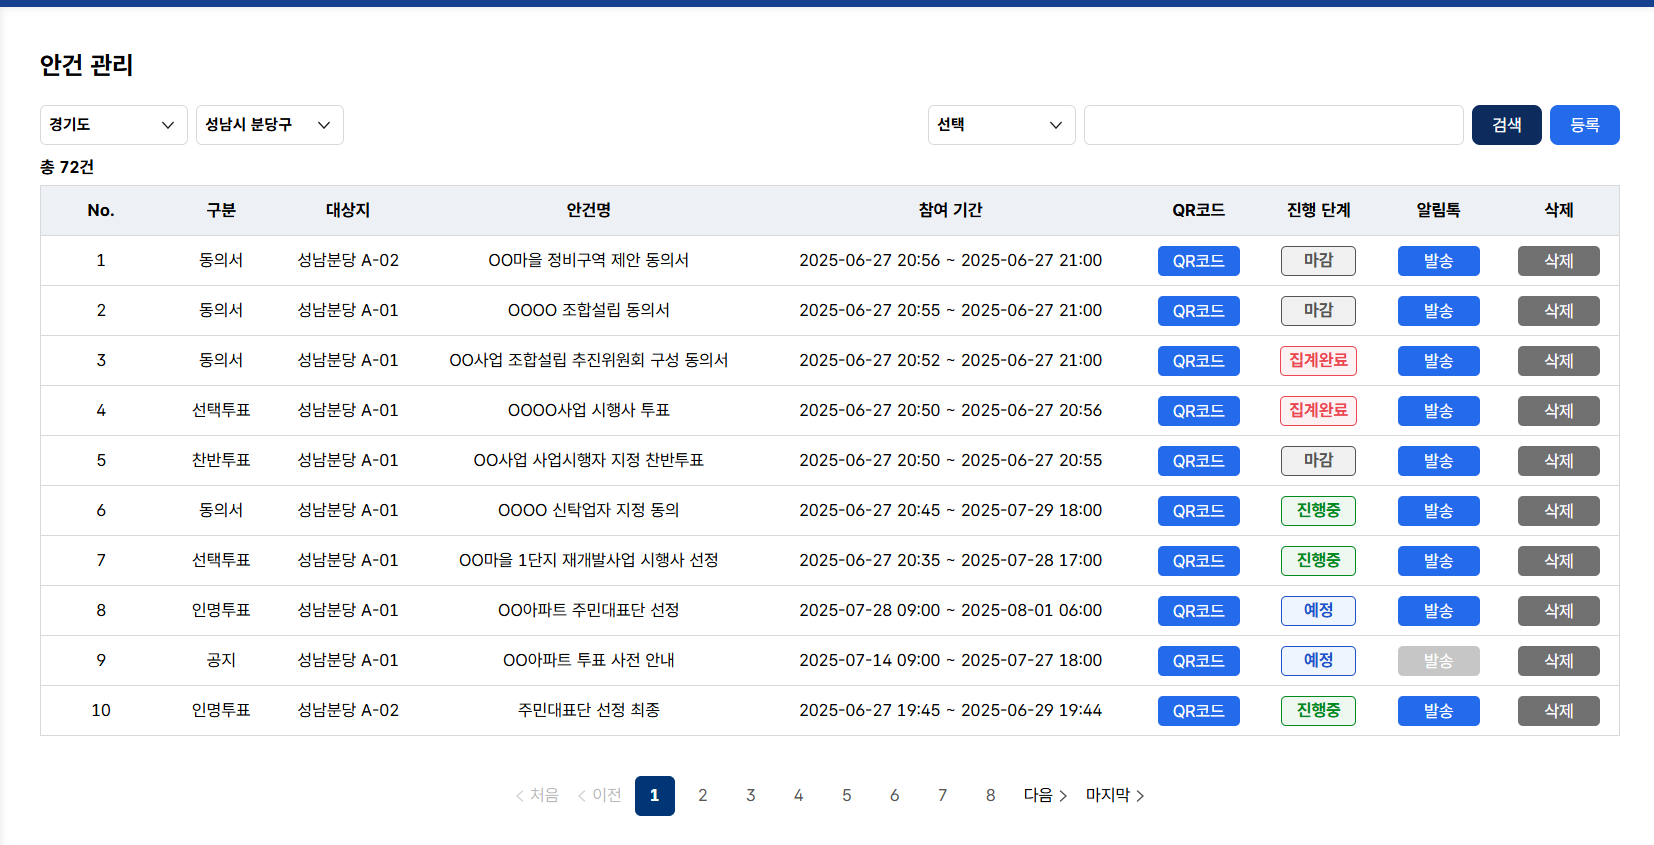 안건 관리
경기도 성남시 분당구 선택 검색 등록
총 72건
No. 구분 대상지 안건명 참여 기간 QR코드 진행 단계 알림톡 삭제
1 동의서 성남분당 A-02 OO마을 정비구역 제안 동의서 2025-06-27 20:56 ~ 2025-06-27 21:00 QR코드 마감 발송 삭제
2 동의서 성남분당 A-01 OOOO 조합설립 동의서 2025-06-27 20:55 ~ 2025-06-27 21:00 QR코드 마감 발송 삭제
3 동의서 성남분당 A-01 OO사업 조합설립 추진위원회 구성 동의서 2025-06-27 20:52 ~ 2025-06-27 21:00 QR코드 집계완료 발송 삭제
4 선택투표 성남분당 A-01 OOOO사업 시행사 투표 2025-06-27 20:50 ~ 2025-06-27 20:56 QR코드 집계완료 발송 삭제
5 찬반투표 성남분당 A-01 OO사업 사업시행자 지정 찬반투표 2025-06-27 20:50 ~ 2025-06-27 20:55 QR코드 마감 발송 삭제
6 동의서 성남분당 A-01 OOOO 신탁업자 지정 동의 2025-06-27 20:45 ~ 2025-07-29 18:00 QR코드 진행중 발송 삭제
7 선택투표 성남분당 A-01 OO마을 1단지 재개발사업 시행사 선정 2025-06-27 20:35 ~ 2025-07-28 17:00 QR코드 진행중 발송 삭제
8 인명투표 성남분당 A-01 OO아파트 주민대표단 선정 2025-07-28 09:00 ~ 2025-08-01 06:00 QR코드 예정 발송 삭제
9 공지 성남분당 A-01 OO아파트 투표 사전 안내 2025-07-14 09:00 ~ 2025-07-27 18:00 QR코드 예정 발송 삭제
10 인명투표 성남분당 A-02 주민대표단 선정 최종 2025-06-27 19:45 ~ 2025-06-29 19:44 QR코드 진행중 발송 삭제
< 처음 < 이전 1 2 3 4 5 6 7 8 다음 > 마지막 >